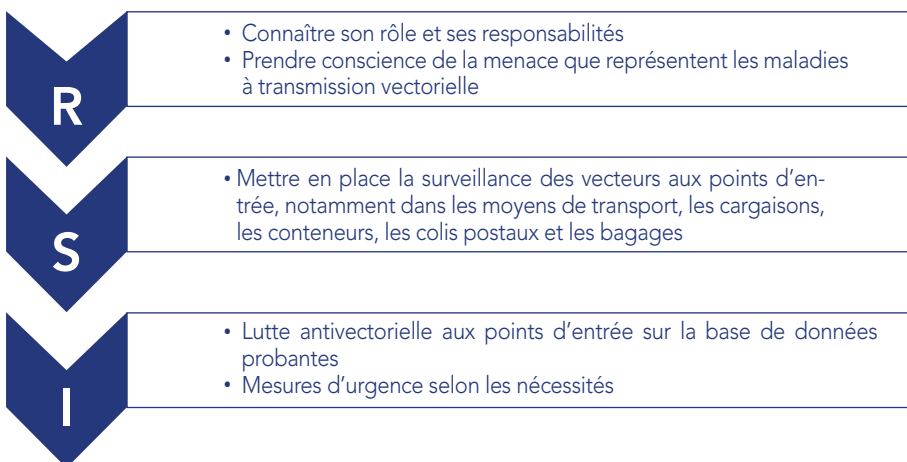 • Connaître son rôle et ses responsabilités
• Prendre conscience de la menace que représentent les maladies
à transmission vectorielle
R
• Mettre en place la surveillance des vecteurs aux points d'en-
trée, notamment dans les moyens de transport, les cargaisons,
les conteneurs, les colis postaux et les bagages
S
• Lutte antivectorielle aux points d'entrée sur la base de données
probantes
• Mesures d'urgence selon les nécessités
I